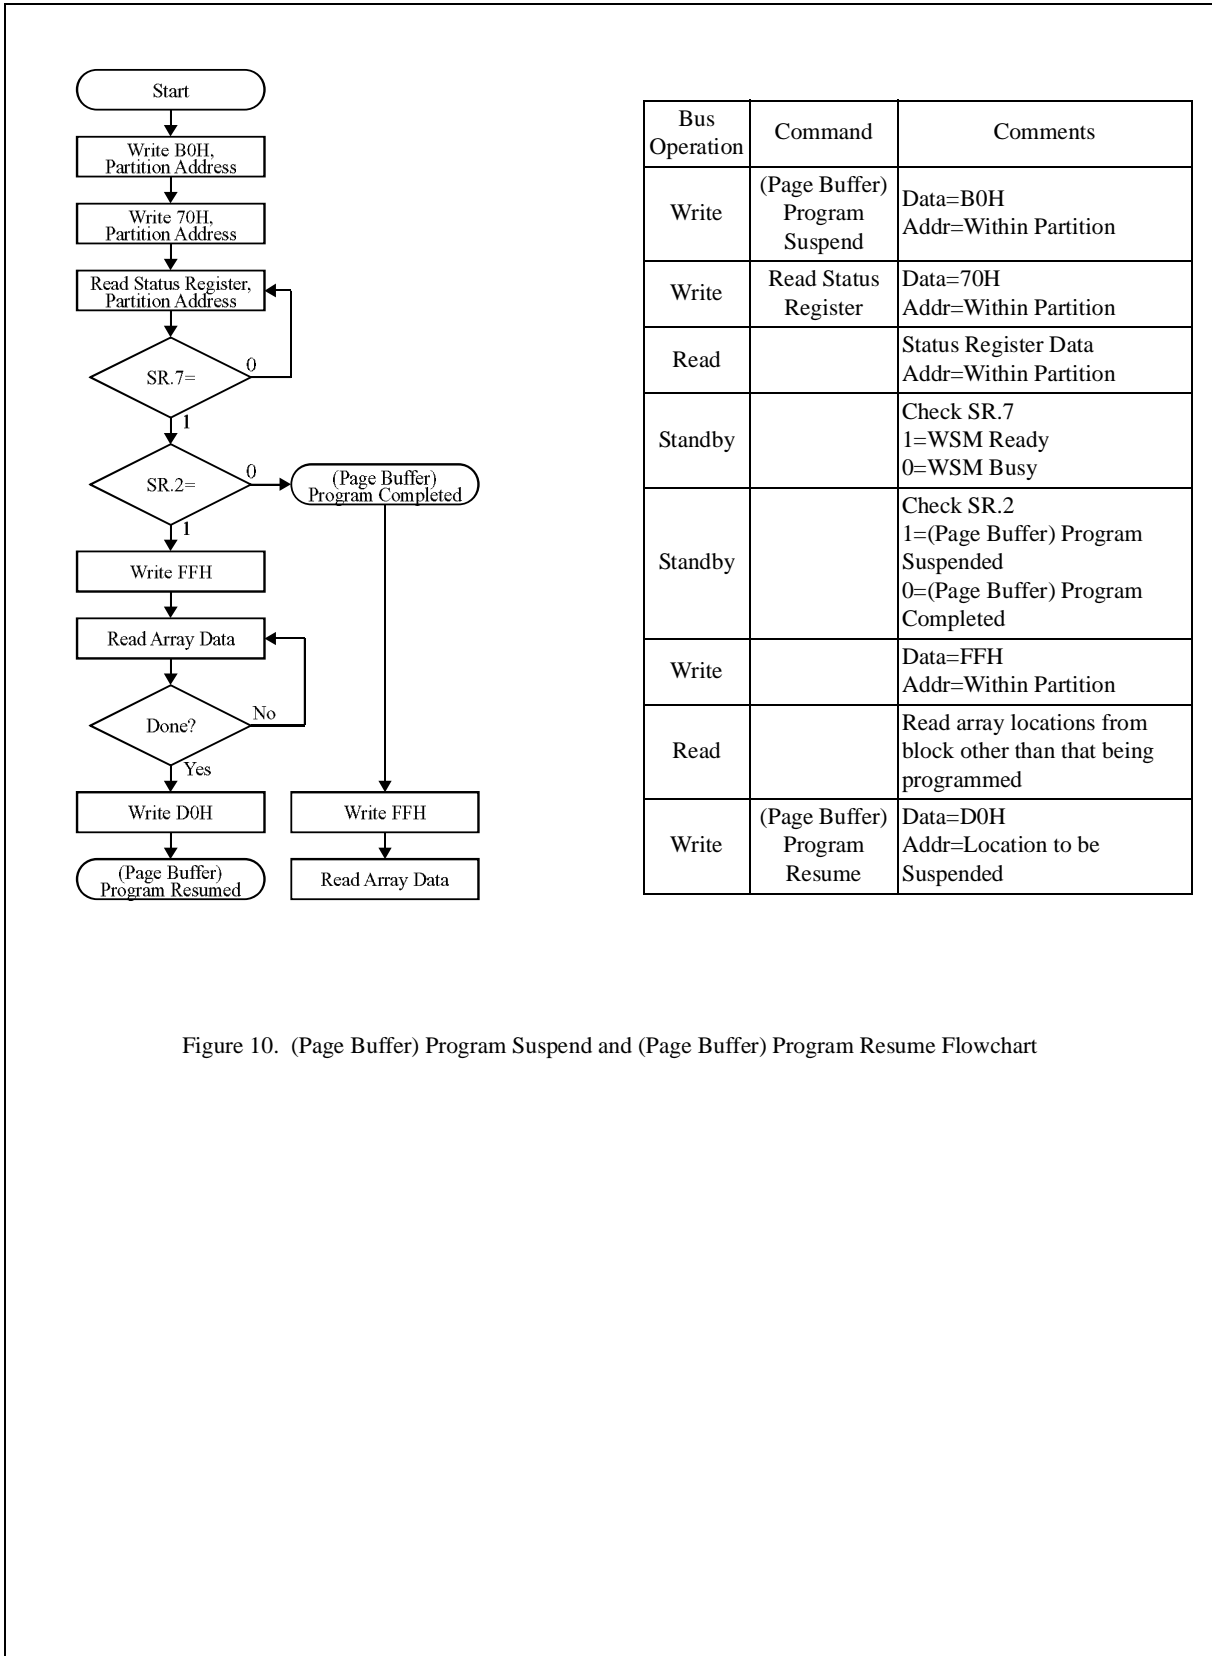 Start
Write B0H,
Partition Address
Write 70H,
Partition Address
Read Status Register,
Partition Address
SR.7=
0
1
SR.2=
0
(Page Buffer)
Program Completed
1
Write FFH
Read Array Data
Done?
No
Yes
Write D0H
Write FFH
(Page Buffer)
Program Resumed
Read Array Data
Bus
Operation
Command
Comments
Write
(Page Buffer)
Program
Suspend
Data=B0H
Addr=Within Partition
Write
Read Status
Register
Data=70H
Addr=Within Partition
Read
Status Register Data
Addr=Within Partition
Standby
Check SR.7
1=WSM Ready
0=WSM Busy
Standby
Check SR.2
1=(Page Buffer) Program
Suspended
0=(Page Buffer) Program
Completed
Write
Data=FFH
Addr=Within Partition
Read
Read array locations from
block other than that being
programmed
Write
(Page Buffer)
Program
Resume
Data=D0H
Addr=Location to be
Suspended
Figure 10. (Page Buffer) Program Suspend and (Page Buffer) Program Resume Flowchart